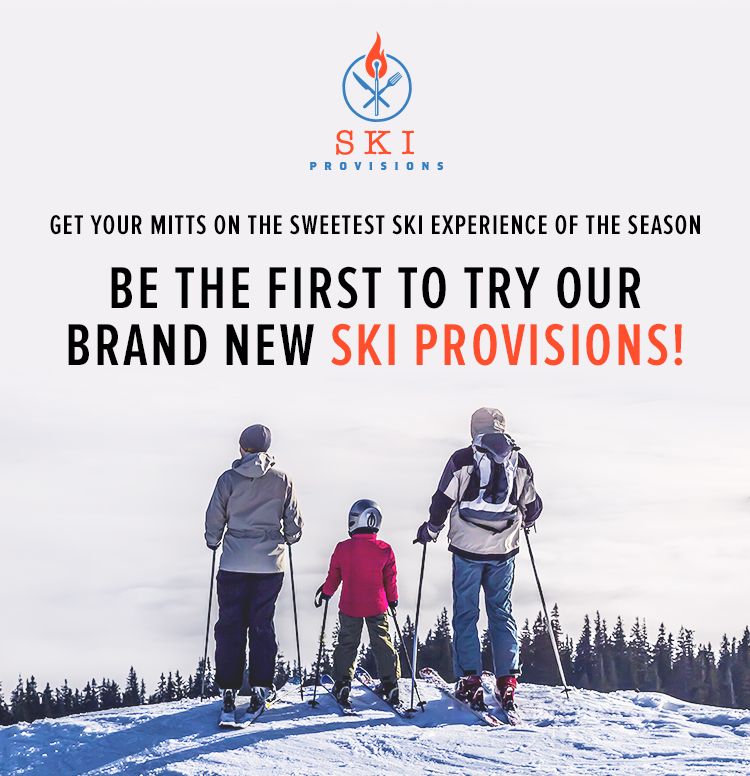 SKI
PROVISIONS
GET YOUR MITTS ON THE SWEETEST SKI EXPERIENCE OF THE SEASON
BE THE FIRST TO TRY OUR
BRAND NEW SKI PROVISIONS!